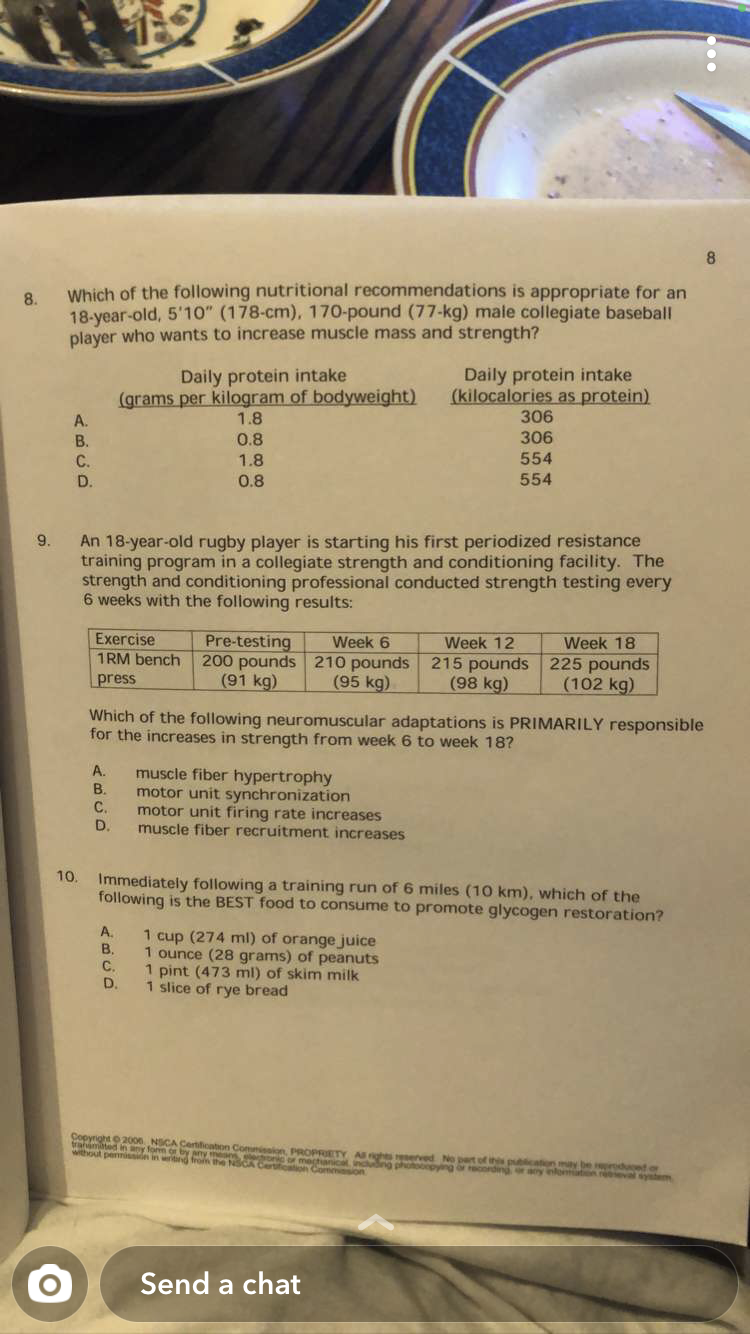 8
8. Which of the following nutritional recommendations is appropriate for an
18-year-old, 5'10" (178-cm), 170-pound (77-kg) male collegiate baseball
player who wants to increase muscle mass and strength?
Daily protein intake Daily protein intake
(grams per kilogram of bodyweight) (kilocalories as protein)
A. 1.8 306
B. 0.8 306
C. 1.8 554
D. 0.8 554
9. An 18-year-old rugby player is starting his first periodized resistance
training program in a collegiate strength and conditioning facility. The
strength and conditioning professional conducted strength testing every
6 weeks with the following results:
Exercise Pre-testing Week 6 Week 12 Week 18
1RM bench 200 pounds 210 pounds 215 pounds 225 pounds
press (91 kg) (95 kg) (98 kg) (102 kg)
Which of the following neuromuscular adaptations is PRIMARILY responsible
for the increases in strength from week 6 to week 18?
A. muscle fiber hypertrophy
B. motor unit synchronization
C. motor unit firing rate increases
D. muscle fiber recruitment increases
10. Immediately following a training run of 6 miles (10 km), which of the
following is the BEST food to consume to promote glycogen restoration?
A. 1 cup (274 ml) of orange juice
B. 1 ounce (28 grams) of peanuts
C. 1 pint (473 ml) of skim milk
D. 1 slice of rye bread
Copyright © 2006. NSCA Certification Commission, PROPRIETY All rights reserved. No part of this publication may be reproduced or
transmitted in any form or by any means, electronic or mechanical, including photocopying or recording, or any information retrieval system,
without permission in writing from the NSCA Certification Commission.
Send a chat